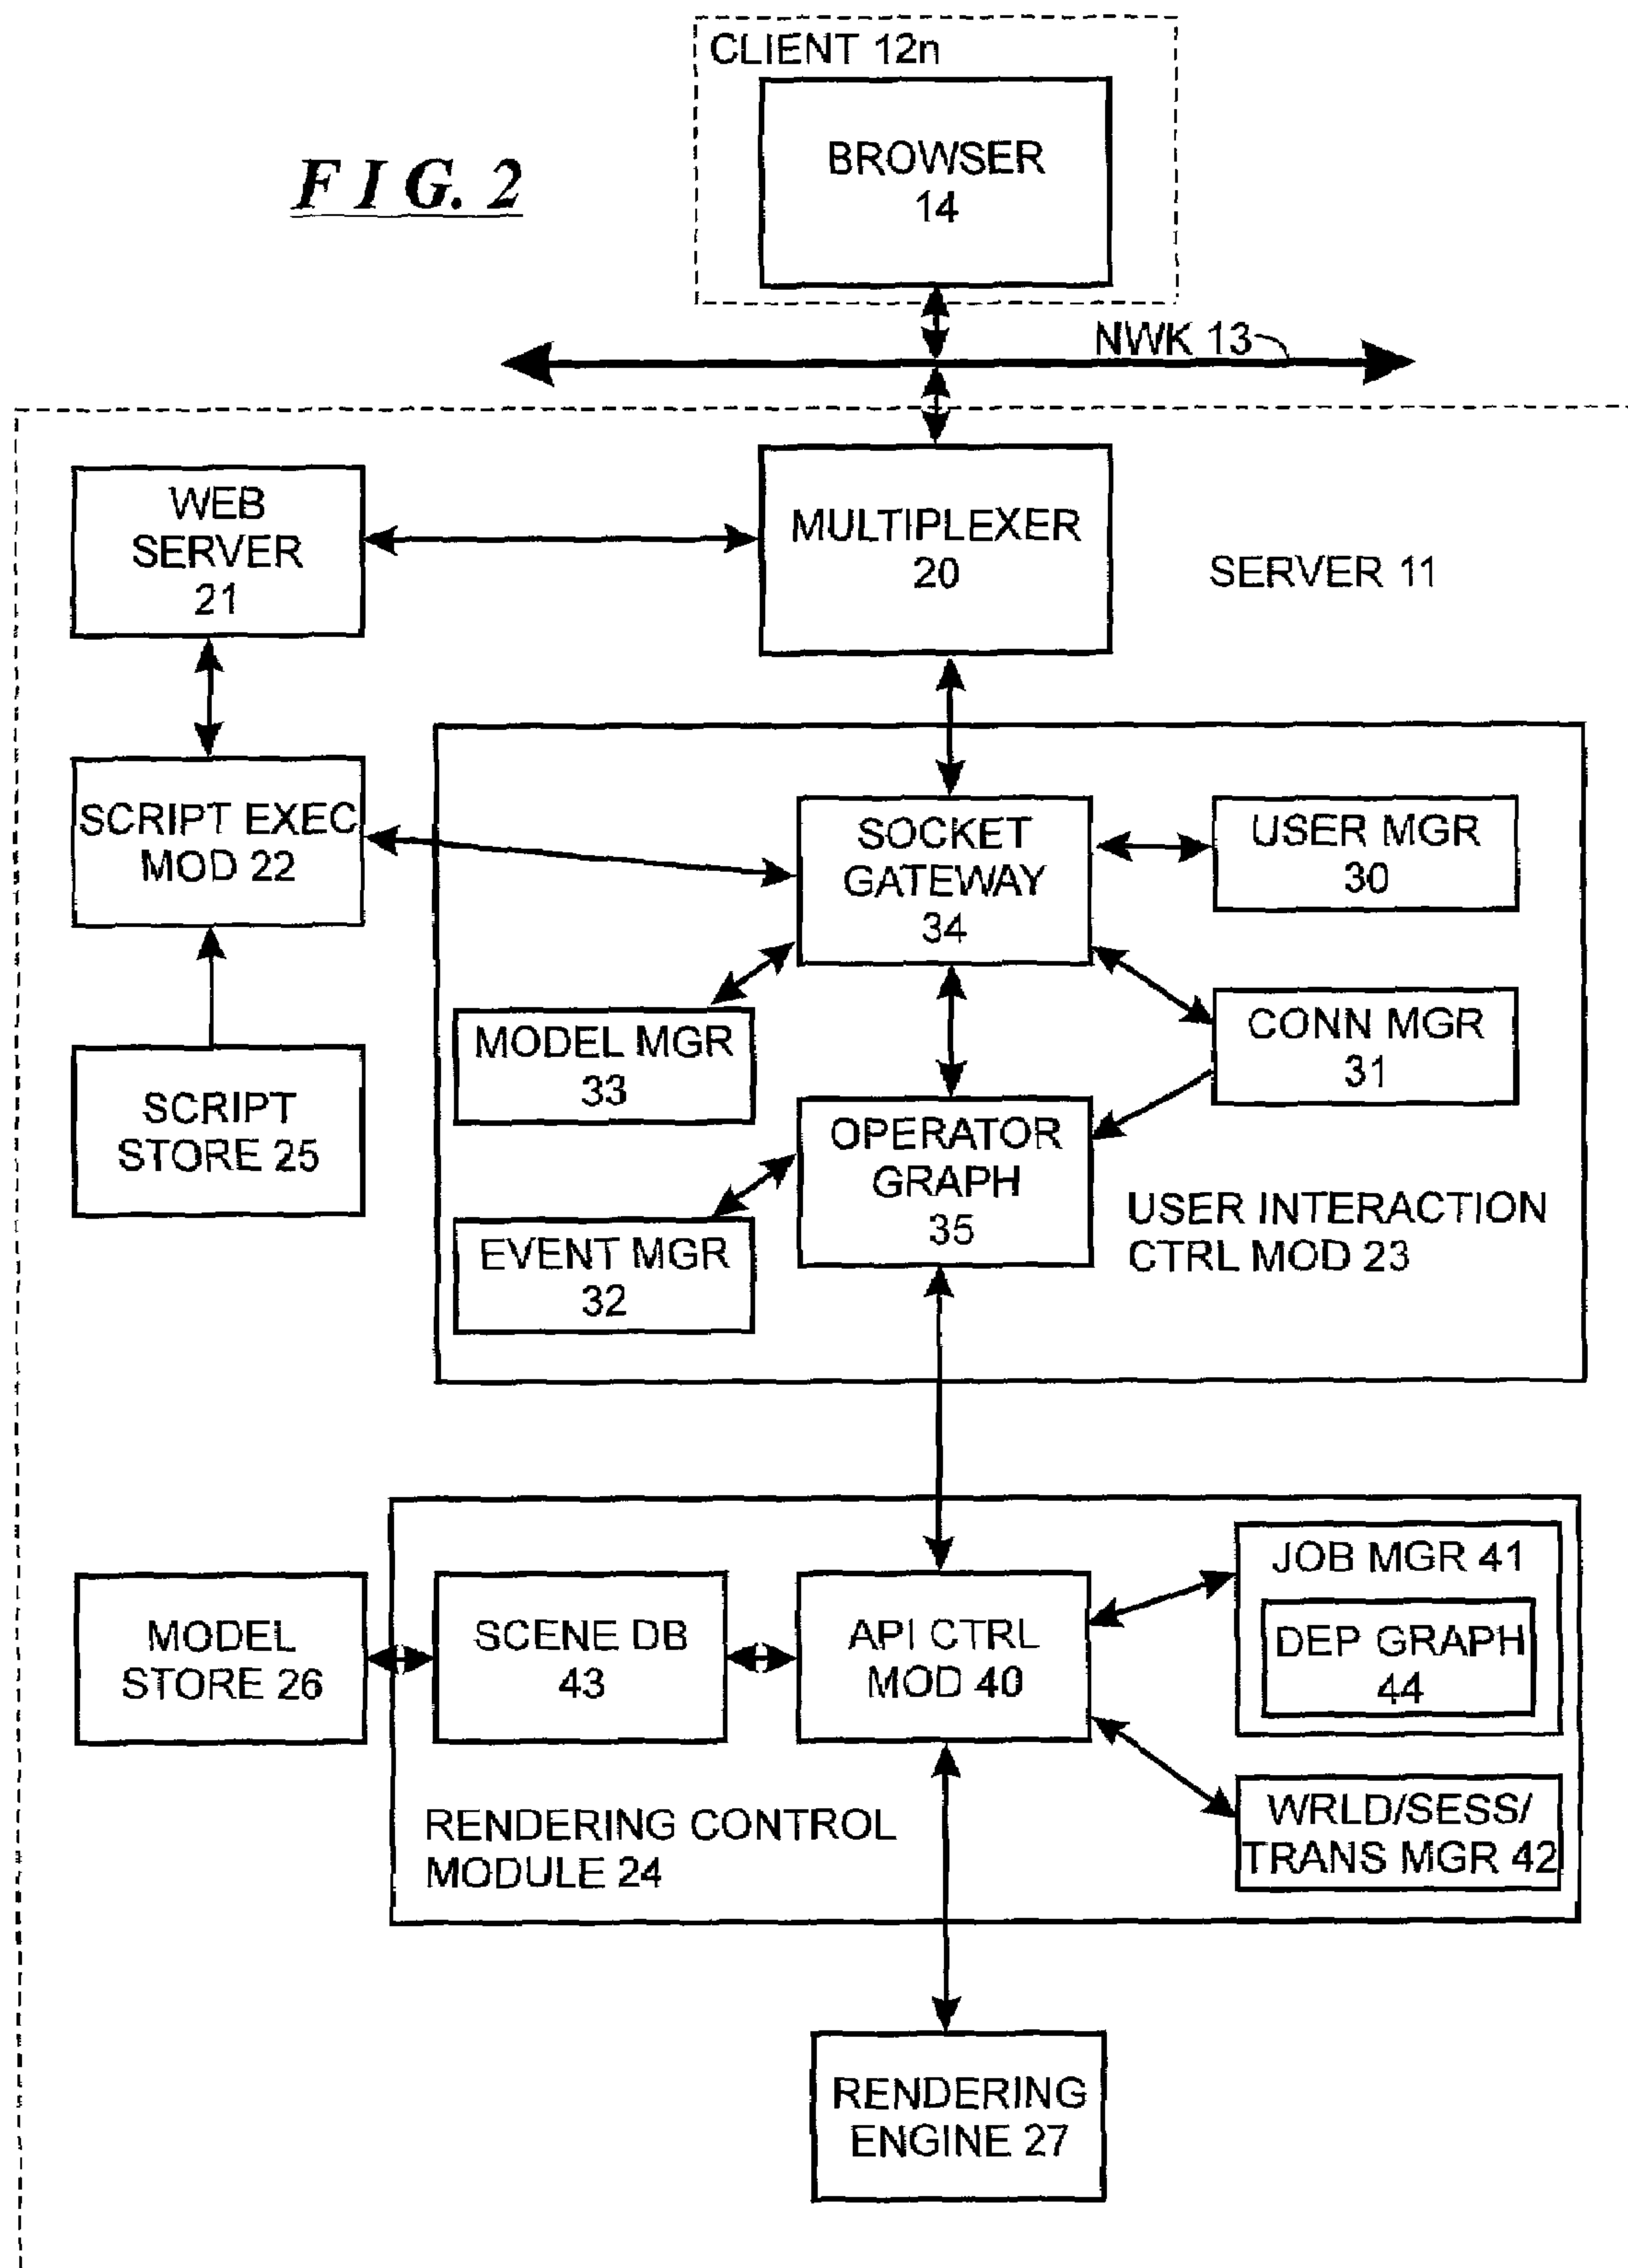 CLIENT 12n
BROWSER
14
F I G. 2
NWK 13
WEB
SERVER
21
MULTIPLEXER
20
SERVER 11
SCRIPT EXEC
MOD 22
SOCKET
GATEWAY
34
USER MGR
30
MODEL MGR
33
CONN MGR
31
SCRIPT
STORE 25
OPERATOR
GRAPH
35
EVENT MGR
32
USER INTERACTION
CTRL MOD 23
MODEL
STORE 26
SCENE DB
43
API CTRL
MOD 40
JOB MGR 41
DEP GRAPH
44
RENDERING CONTROL
MODULE 24
WRLD/SESS/
TRANS MGR 42
RENDERING
ENGINE 27